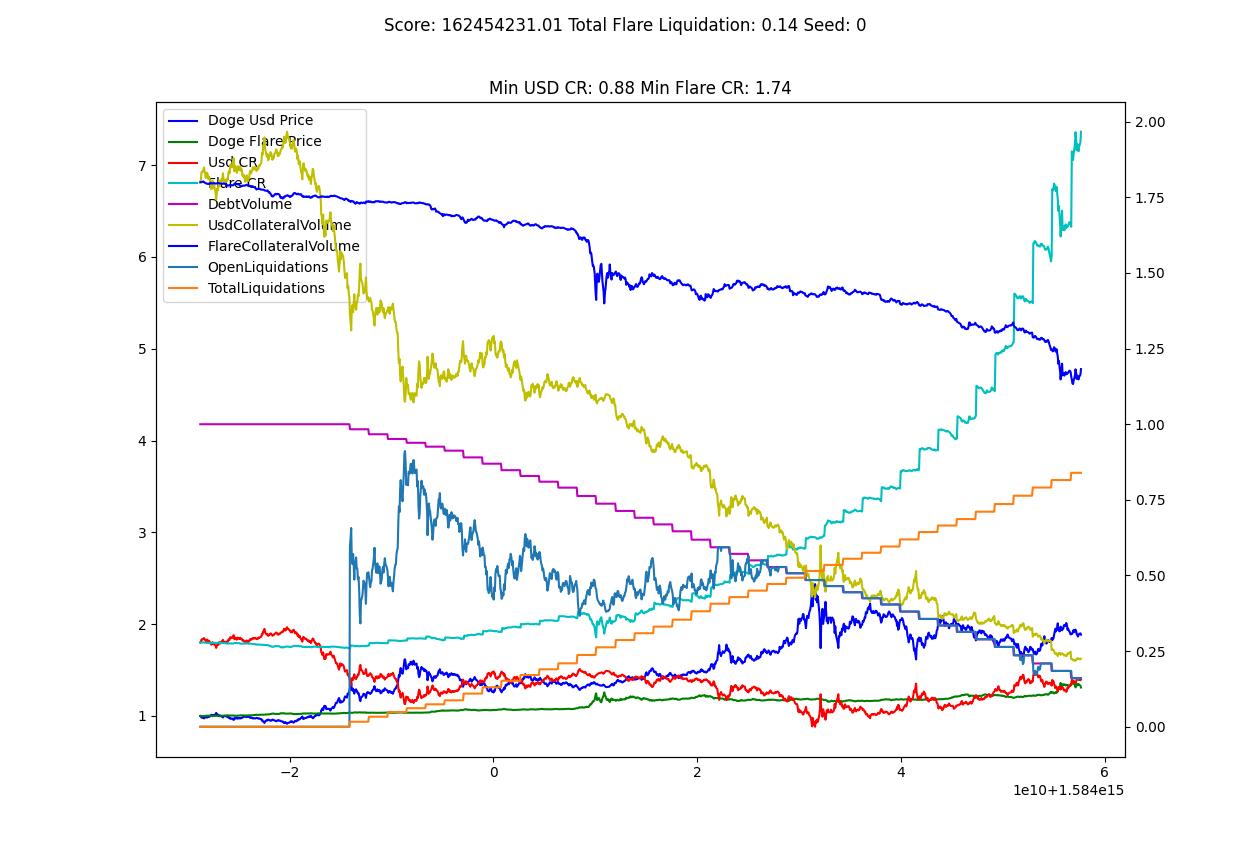 Score: 162454231.01 Total Flare Liquidation: 0.14 Seed: 0
Min USD CR: 0.88 Min Flare CR: 1.74
Doge Usd Price
Doge Flare Price
Usd CR
Flare CR
DebtVolume
UsdCollateralVolume
FlareCollateralVolume
OpenLiquidations
TotalLiquidations
7
6
5
4
3
2
1
2.00
1.75
1.50
1.25
1.00
0.75
0.50
0.25
0.00
−2 0 2 4 6
1e10+1.584e15